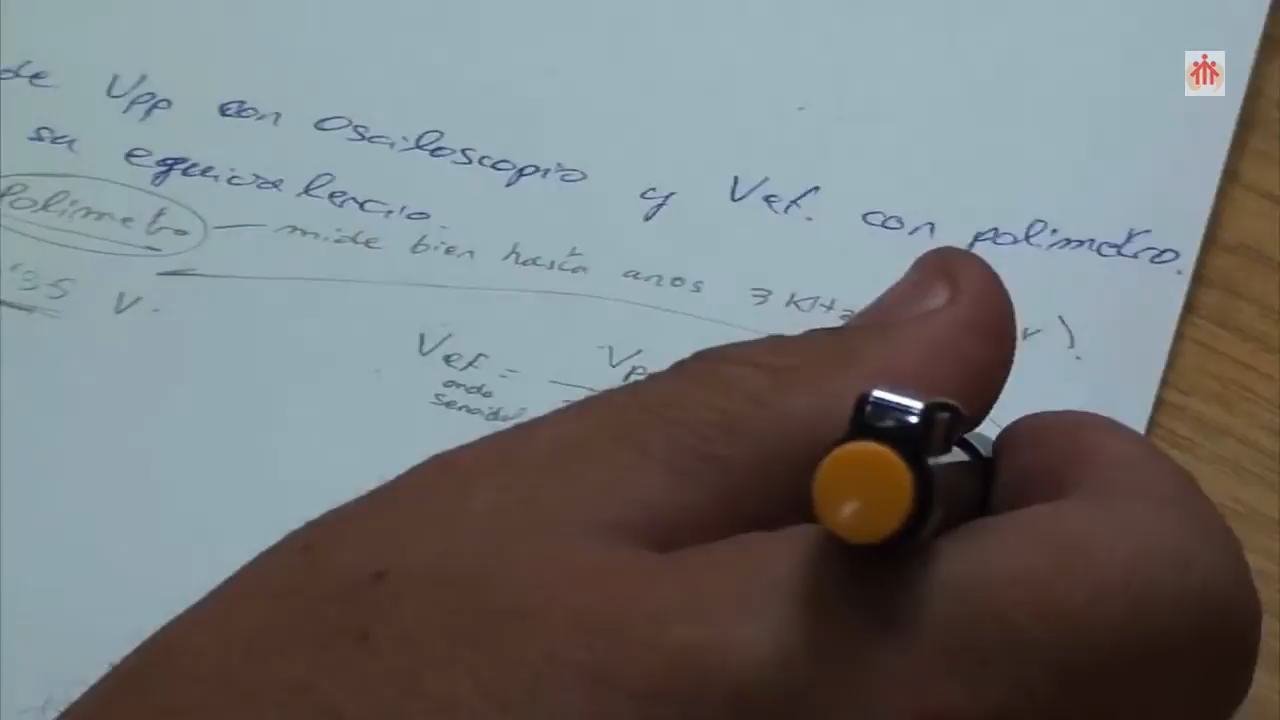 de Vpp con osciloscopio y Vef. con polimetro.
su equivalencia.
Polimetro — mide bien hasta unos 3 KHz
'35 V.
Vef = Vp
onda
senoidal